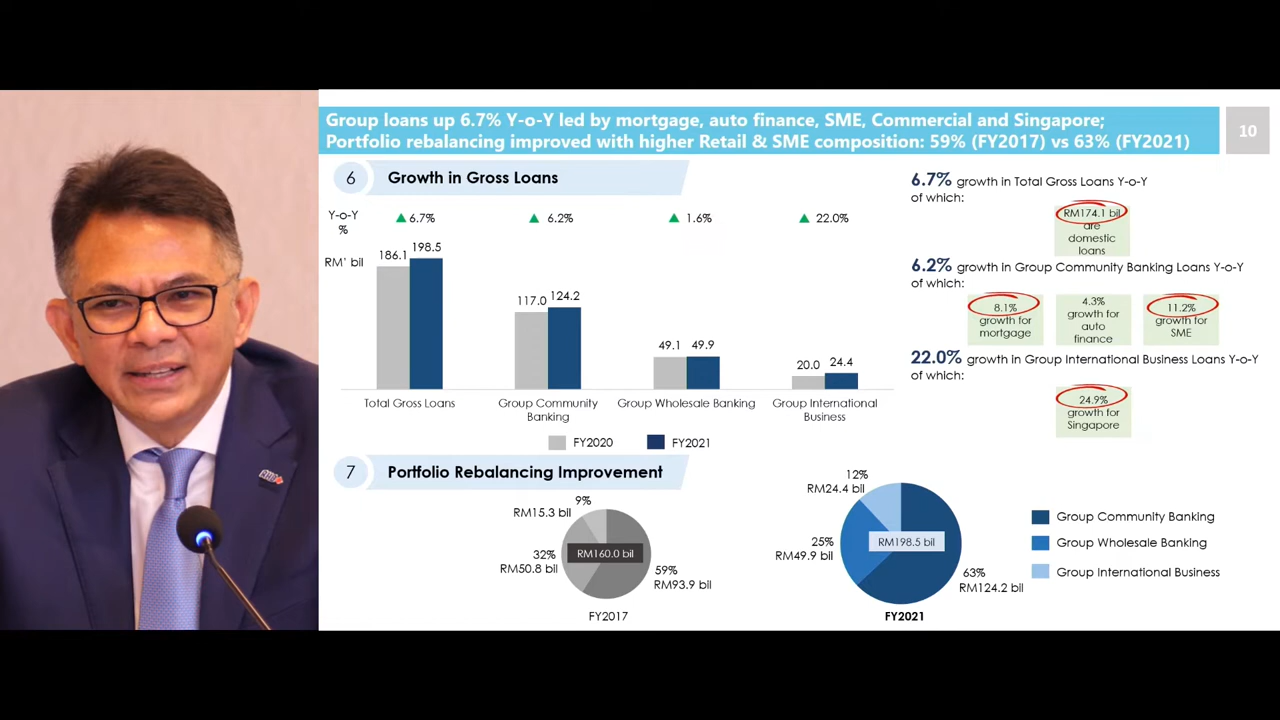 Group loans up 6.7% Y-o-Y led by mortgage, auto finance, SME, Commercial and Singapore;
Portfolio rebalancing improved with higher Retail & SME composition: 59% (FY2017) vs 63% (FY2021)
10
6 Growth in Gross Loans
Y-o-Y
%
6.7%
6.2%
1.6%
22.0%
RM' bil
186.1
198.5
117.0
124.2
49.1
49.9
20.0
24.4
Total Gross Loans
Group Community
Banking
Group Wholesale Banking
Group International
Business
FY2020
FY2021
6.7% growth in Total Gross Loans Y-o-Y
of which:
RM174.1 bil
are
domestic
loans
6.2% growth in Group Community Banking Loans Y-o-Y
of which:
8.1%
growth for
mortgage
4.3%
growth for
auto
finance
11.2%
growth for
SME
22.0% growth in Group International Business Loans Y-o-Y
of which:
24.9%
growth for
Singapore
7 Portfolio Rebalancing Improvement
9%
RM15.3 bil
32%
RM50.8 bil
RM160.0 bil
59%
RM93.9 bil
FY2017
12%
RM24.4 bil
25%
RM49.9 bil
RM198.5 bil
63%
RM124.2 bil
FY2021
Group Community Banking
Group Wholesale Banking
Group International Business